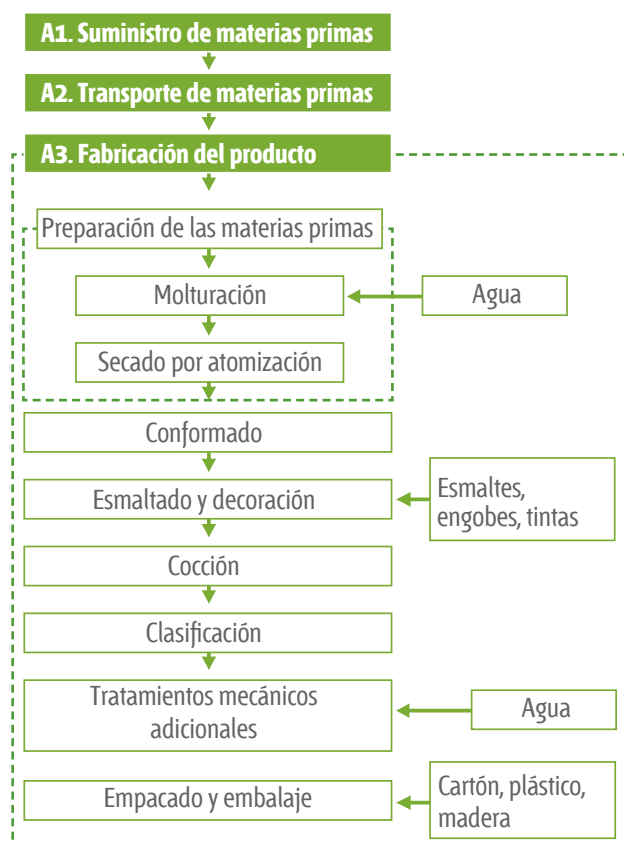 A1. Suministro de materias primas
A2. Transporte de materias primas
A3. Fabricación del producto
Preparación de las materias primas
Molturación
Agua
Secado por atomización
Conformado
Esmaltado y decoración
Esmaltes,
engobes, tintas
Cocción
Clasificación
Tratamientos mecánicos
adicionales
Agua
Empacado y embalaje
Cartón, plástico,
madera